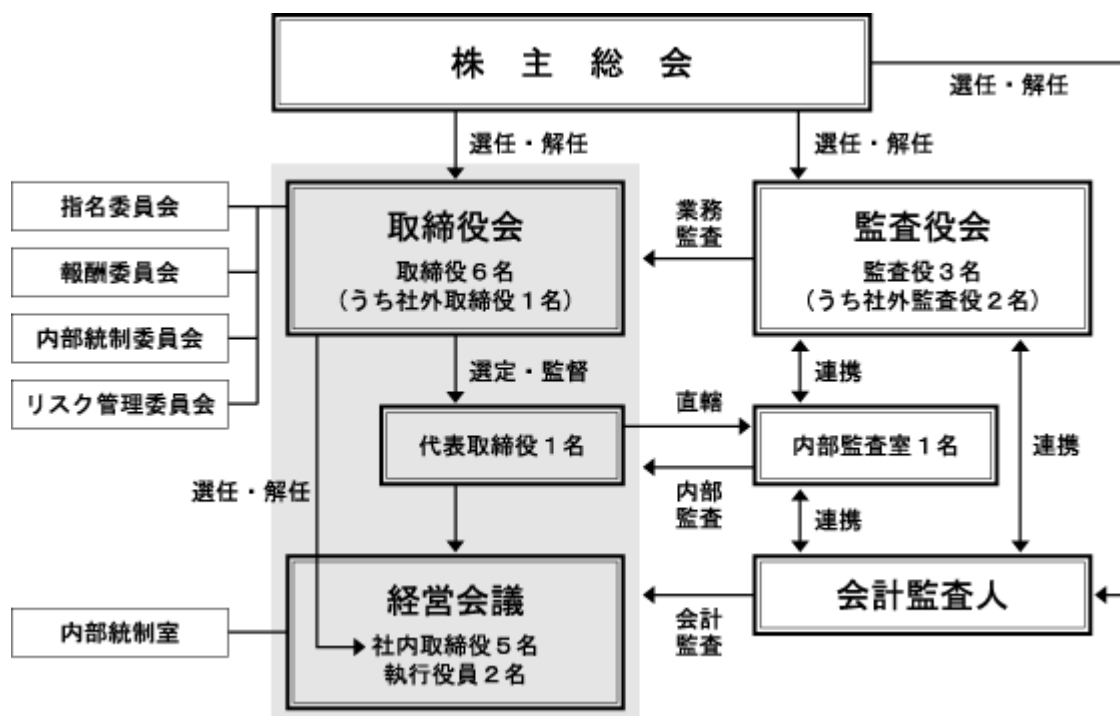 株 主 総 会
選任・解任
選任・解任
選任・解任
指名委員会
報酬委員会
内部統制委員会
リスク管理委員会
取締役会
取締役6名
（うち社外取締役1名）
業務
監査
監査役会
監査役3名
（うち社外監査役2名）
選定・監督
連携
代表取締役1名
直轄
内部監査室1名
連携
選任・解任
内部
監査
連携
経営会議
社内取締役5名
執行役員2名
会計
監査
会計監査人
内部統制室